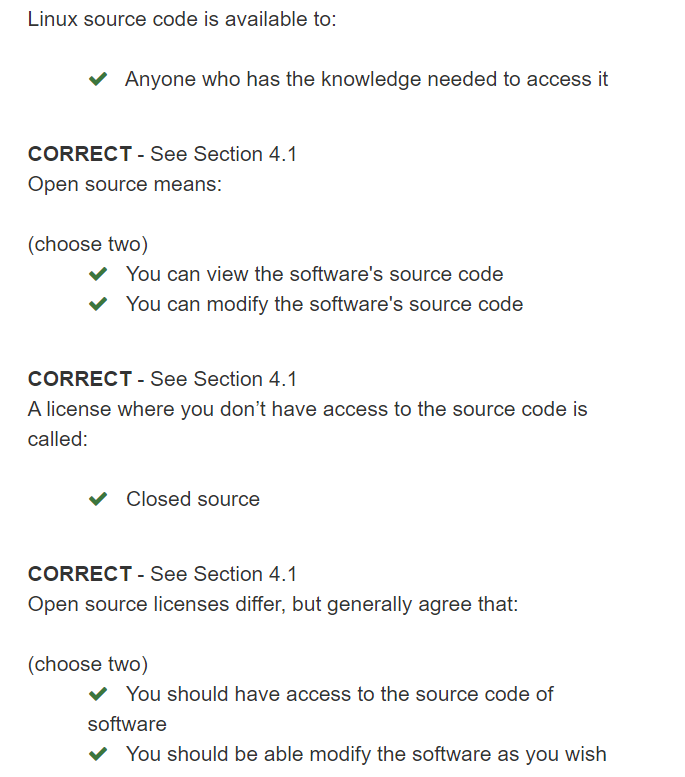 Linux source code is available to:
Anyone who has the knowledge needed to access it
CORRECT - See Section 4.1
Open source means:
(choose two)
You can view the software's source code
You can modify the software's source code
CORRECT - See Section 4.1
A license where you don’t have access to the source code is
called:
Closed source
CORRECT - See Section 4.1
Open source licenses differ, but generally agree that:
(choose two)
You should have access to the source code of
software
You should be able modify the software as you wish